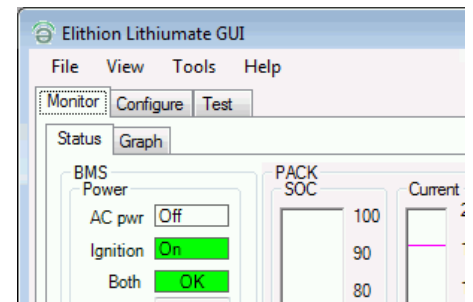 Elithion Lithiumate GUI
File View Tools Help
Monitor Configure Test
Status Graph
BMS PACK
Power SOC Current
AC pwr Off 100
Ignition On 90
Both OK 80